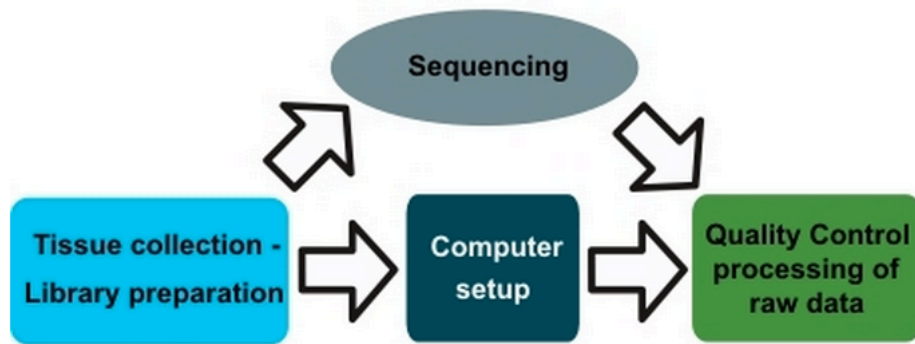 Sequencing
Tissue collection -
Library preparation
Computer
setup
Quality Control
processing of
raw data